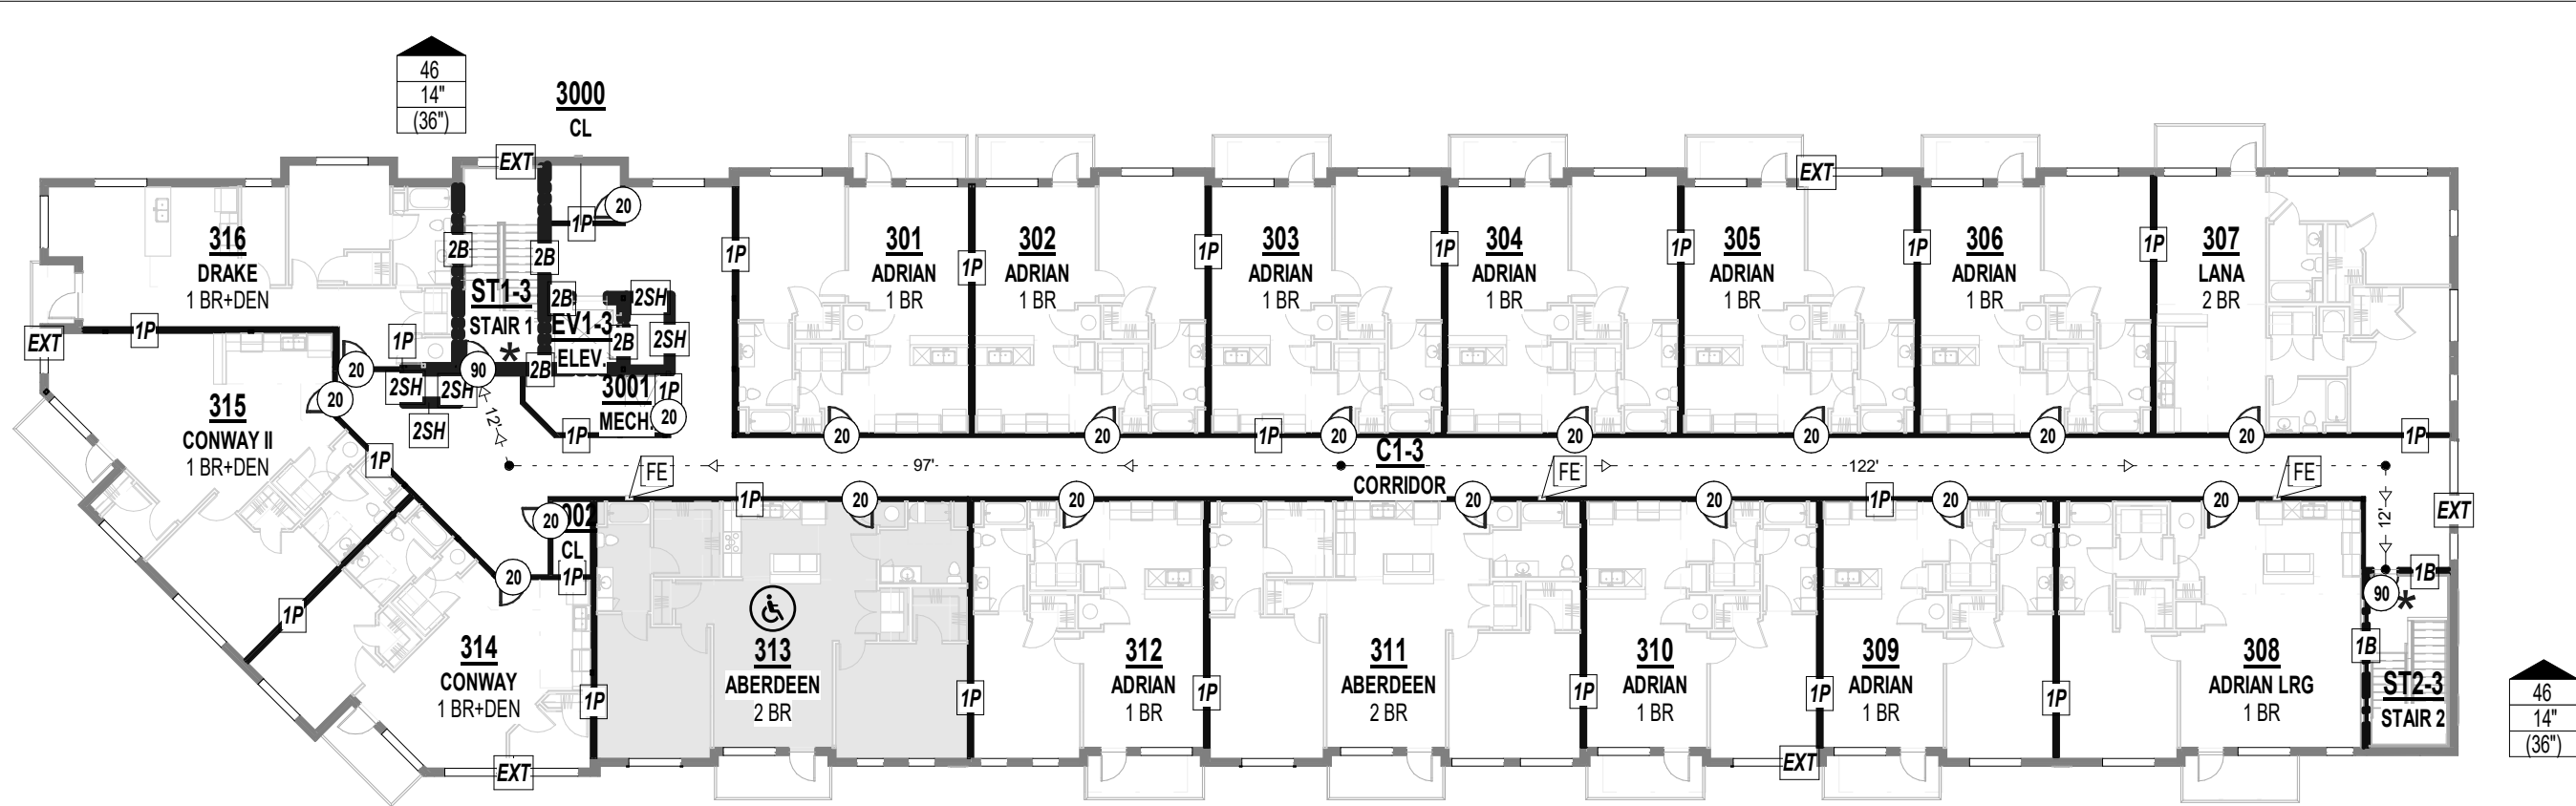 46
14"
(36")
3000
CL
EXT
20
1P
316
DRAKE
1 BR+DEN
2B
2B
ST1-3
STAIR 1
2B
2SH
EV1-3
ELEV.
2B
2SH
1P
301
ADRIAN
1 BR
1P
302
ADRIAN
1 BR
1P
303
ADRIAN
1 BR
1P
304
ADRIAN
1 BR
1P
EXT
305
ADRIAN
1 BR
1P
306
ADRIAN
1 BR
1P
307
LANA
2 BR
EXT
1P
1P
20
20
2SH
2SH
2SH
90
*
2B
3001
MECH.
1P
20
1P
12'
315
CONWAY II
1 BR+DEN
1P
20
20
1P
20
20
20
20
20
1P
97'
C1-3
CORRIDOR
122'
FE
FE
FE
12'
EXT
1P
20
20
20
20
1P
20
20
20
002
CL
1P
20
1P
314
CONWAY
1 BR+DEN
EXT
1P
313
ABERDEEN
2 BR
1P
312
ADRIAN
1 BR
1P
311
ABERDEEN
2 BR
1P
310
ADRIAN
1 BR
EXT
1P
309
ADRIAN
1 BR
1P
308
ADRIAN LRG
1 BR
1B
90
*
1B
ST2-3
STAIR 2
46
14"
(36")